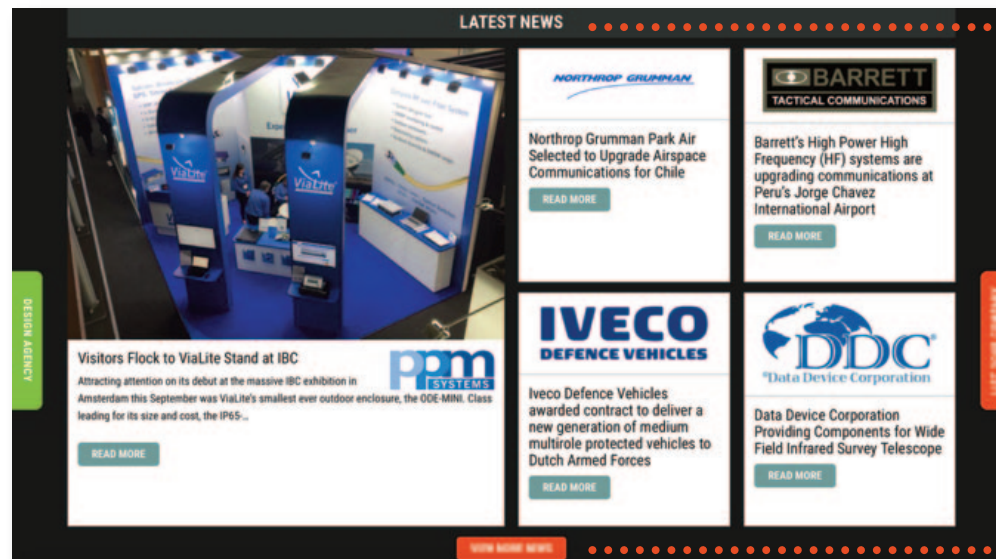 LATEST NEWS
ViaLite
ViaLite
Visitors Flock to ViaLite Stand at IBC
ppm
SYSTEMS
Attracting attention on its debut at the massive IBC exhibition in
Amsterdam this September was ViaLite's smallest ever outdoor enclosure, the ODE-MINI. Class
leading for its size and cost, the IP65-...
READ MORE
NORTHROP GRUMMAN
Northrop Grumman Park Air
Selected to Upgrade Airspace
Communications for Chile
READ MORE
BARRETT
TACTICAL COMMUNICATIONS
Barrett's High Power High
Frequency (HF) systems are
upgrading communications at
Peru's Jorge Chavez
International Airport
READ MORE
IVECO
DEFENCE VEHICLES
Iveco Defence Vehicles
awarded contract to deliver a
new generation of medium
multirole protected vehicles to
Dutch Armed Forces
READ MORE
DDC®
Data Device Corporation
Data Device Corporation
Providing Components for Wide
Field Infrared Survey Telescope
READ MORE
DESIGN AGENCY
VIEW MORE NEWS